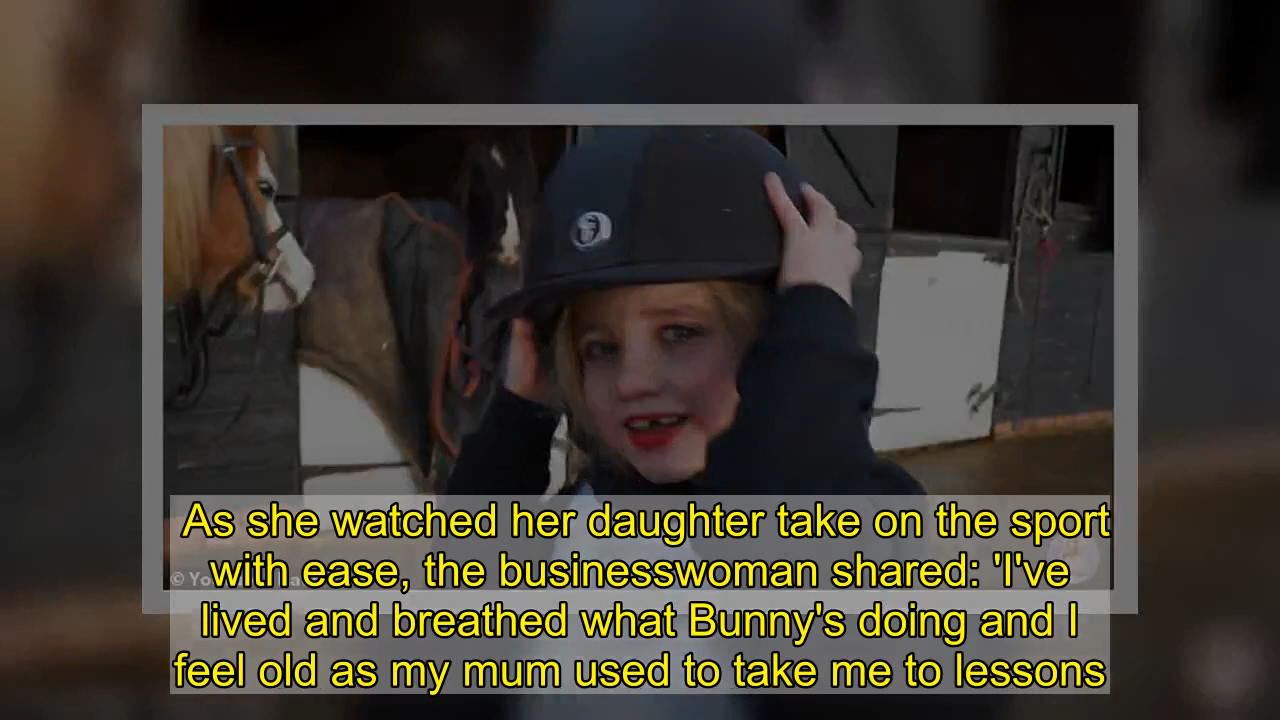 As she watched her daughter take on the sport
with ease, the businesswoman shared: 'I've
lived and breathed what Bunny's doing and I
feel old as my mum used to take me to lessons